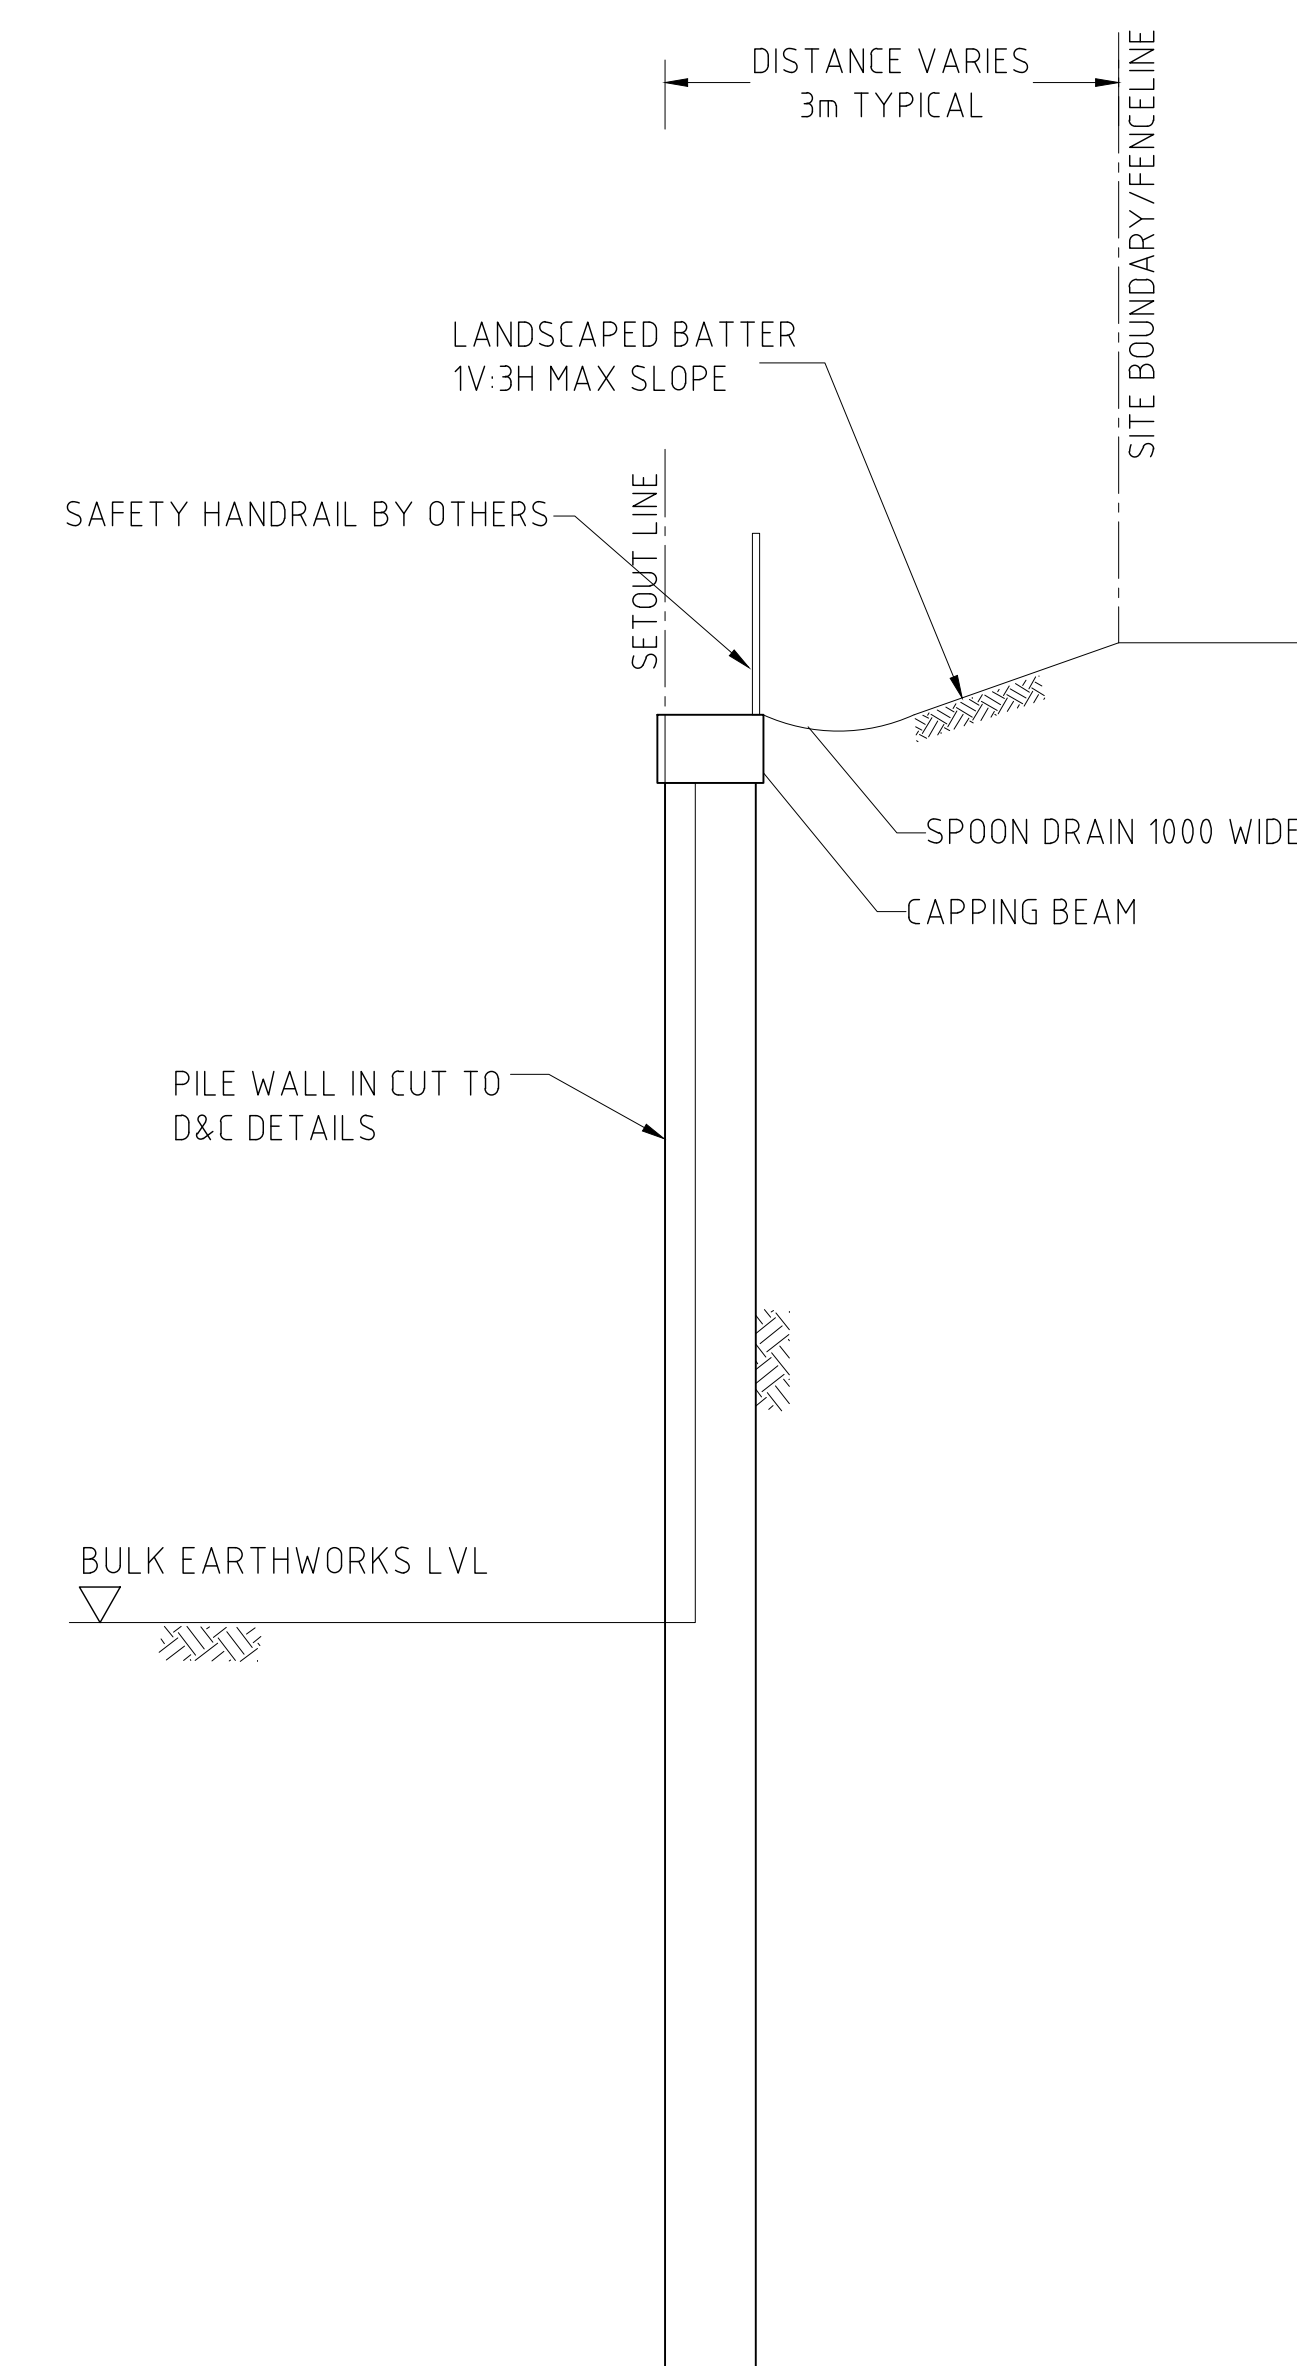 DISTANCE VARIES
3m TYPICAL
SITE BOUNDARY/FENCELINE
LANDSCAPED BATTER
1V:3H MAX SLOPE
SETOUT LINE
SAFETY HANDRAIL BY OTHERS
SPOON DRAIN 1000 WIDE
CAPPING BEAM
PILE WALL IN CUT TO
D&C DETAILS
BULK EARTHWORKS LVL